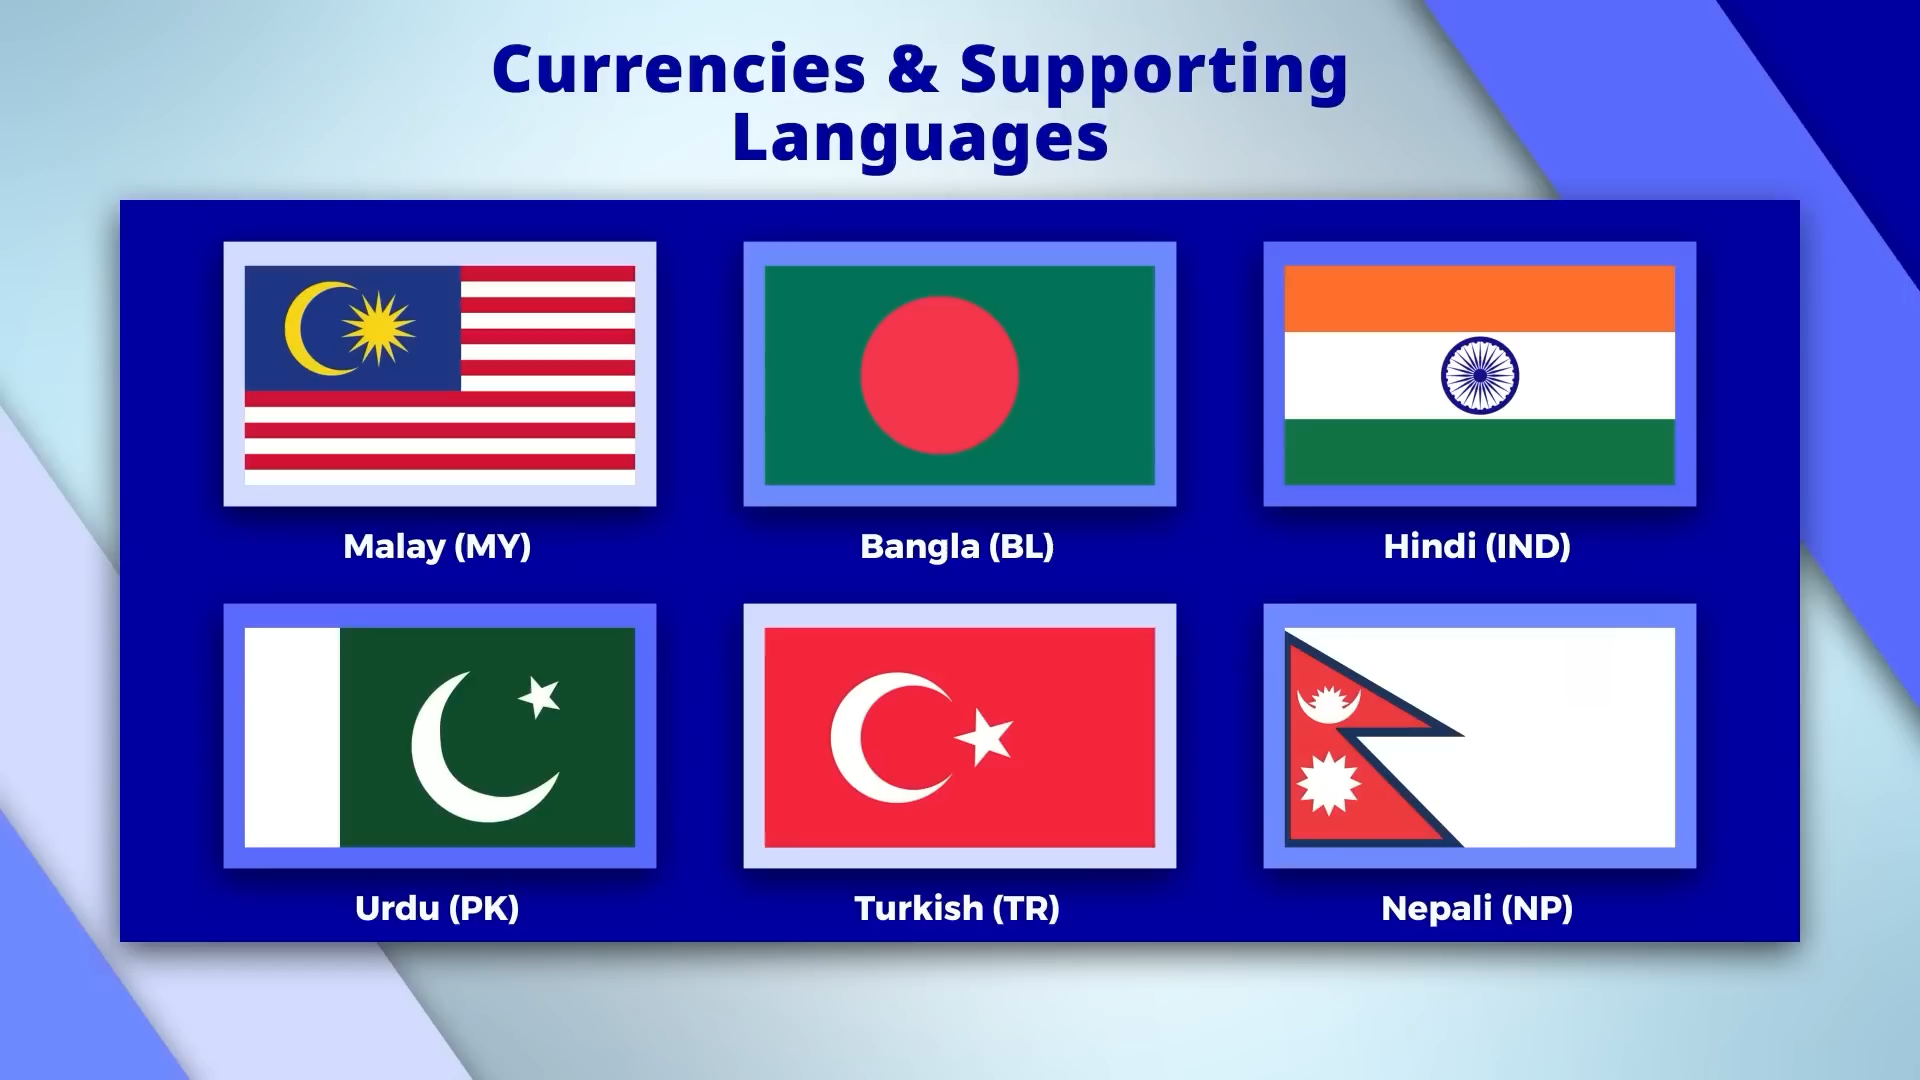 Currencies & Supporting
Languages
Malay (MY)
Bangla (BL)
Hindi (IND)
Urdu (PK)
Turkish (TR)
Nepali (NP)